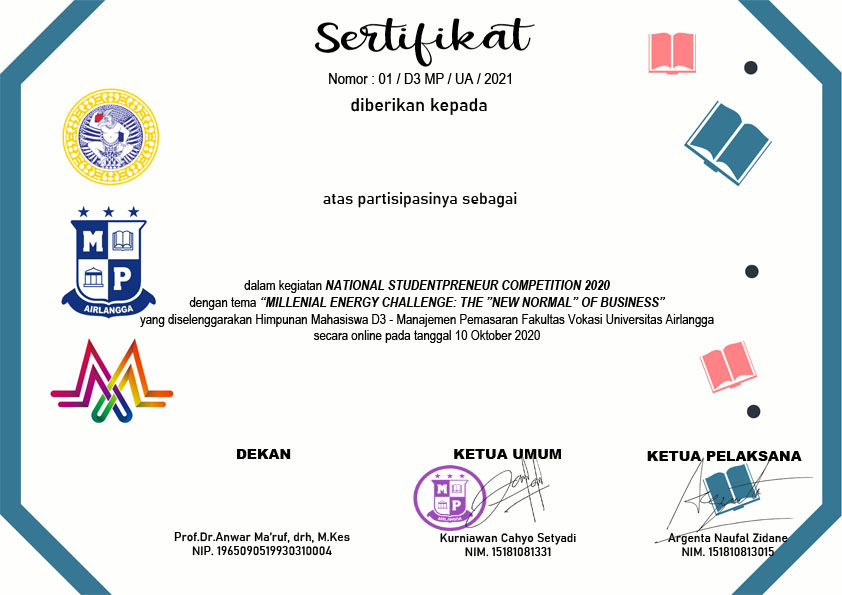 Sertifikat
Nomor : 01 / D3 MP / UA / 2021
diberikan kepada
atas partisipasinya sebagai
M
P
AIRLANGGA
dalam kegiatan NATIONAL STUDENTPRENEUR COMPETITION 2020
dengan tema “MILLENIAL ENERGY CHALLENGE: THE ”NEW NORMAL” OF BUSINESS”
yang diselenggarakan Himpunan Mahasiswa D3 - Manajemen Pemasaran Fakultas Vokasi Universitas Airlangga
secara online pada tanggal 10 Oktober 2020
DEKAN
KETUA UMUM
KETUA PELAKSANA
M
P
AIRLANGGA
Prof.Dr.Anwar Ma'ruf, drh, M.Kes
NIP. 1965090519930310004
Kurniawan Cahyo Setyadi
NIM. 15181081331
Argenta Naufal Zidane
NIM. 151810813015